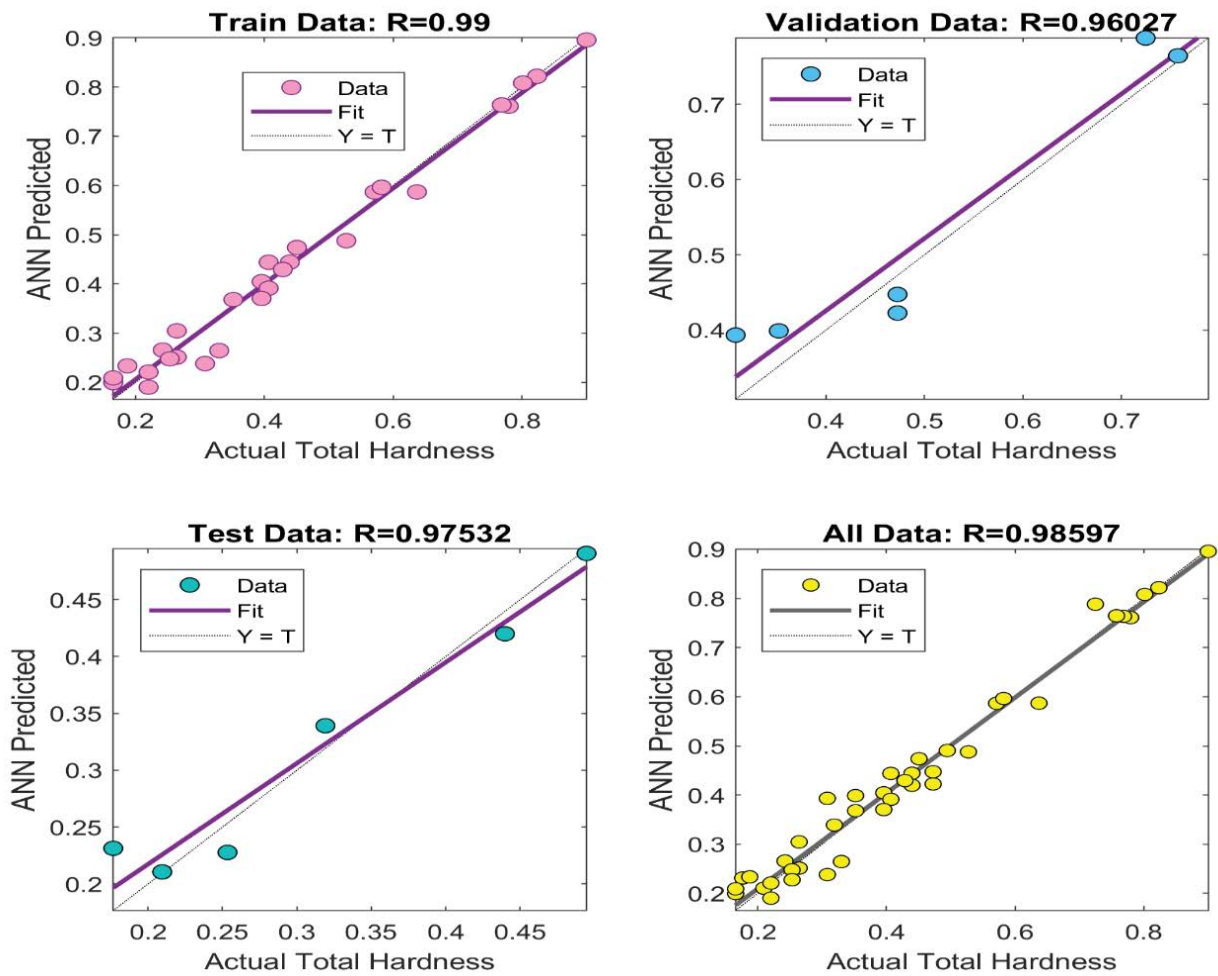 Train Data: R=0.99
0.9
0.8
0.7
0.6
0.5
0.4
0.3
0.2
ANN Predicted
Data
Fit
Y = T
0.2 0.4 0.6 0.8
Actual Total Hardness
Validation Data: R=0.96027
0.7
0.6
0.5
0.4
ANN Predicted
Data
Fit
Y = T
0.4 0.5 0.6 0.7
Actual Total Hardness
Test Data: R=0.97532
0.45
0.4
0.35
0.3
0.25
0.2
ANN Predicted
Data
Fit
Y = T
0.2 0.25 0.3 0.35 0.4 0.45
Actual Total Hardness
All Data: R=0.98597
0.9
0.8
0.7
0.6
0.5
0.4
0.3
0.2
ANN Predicted
Data
Fit
Y = T
0.2 0.4 0.6 0.8
Actual Total Hardness